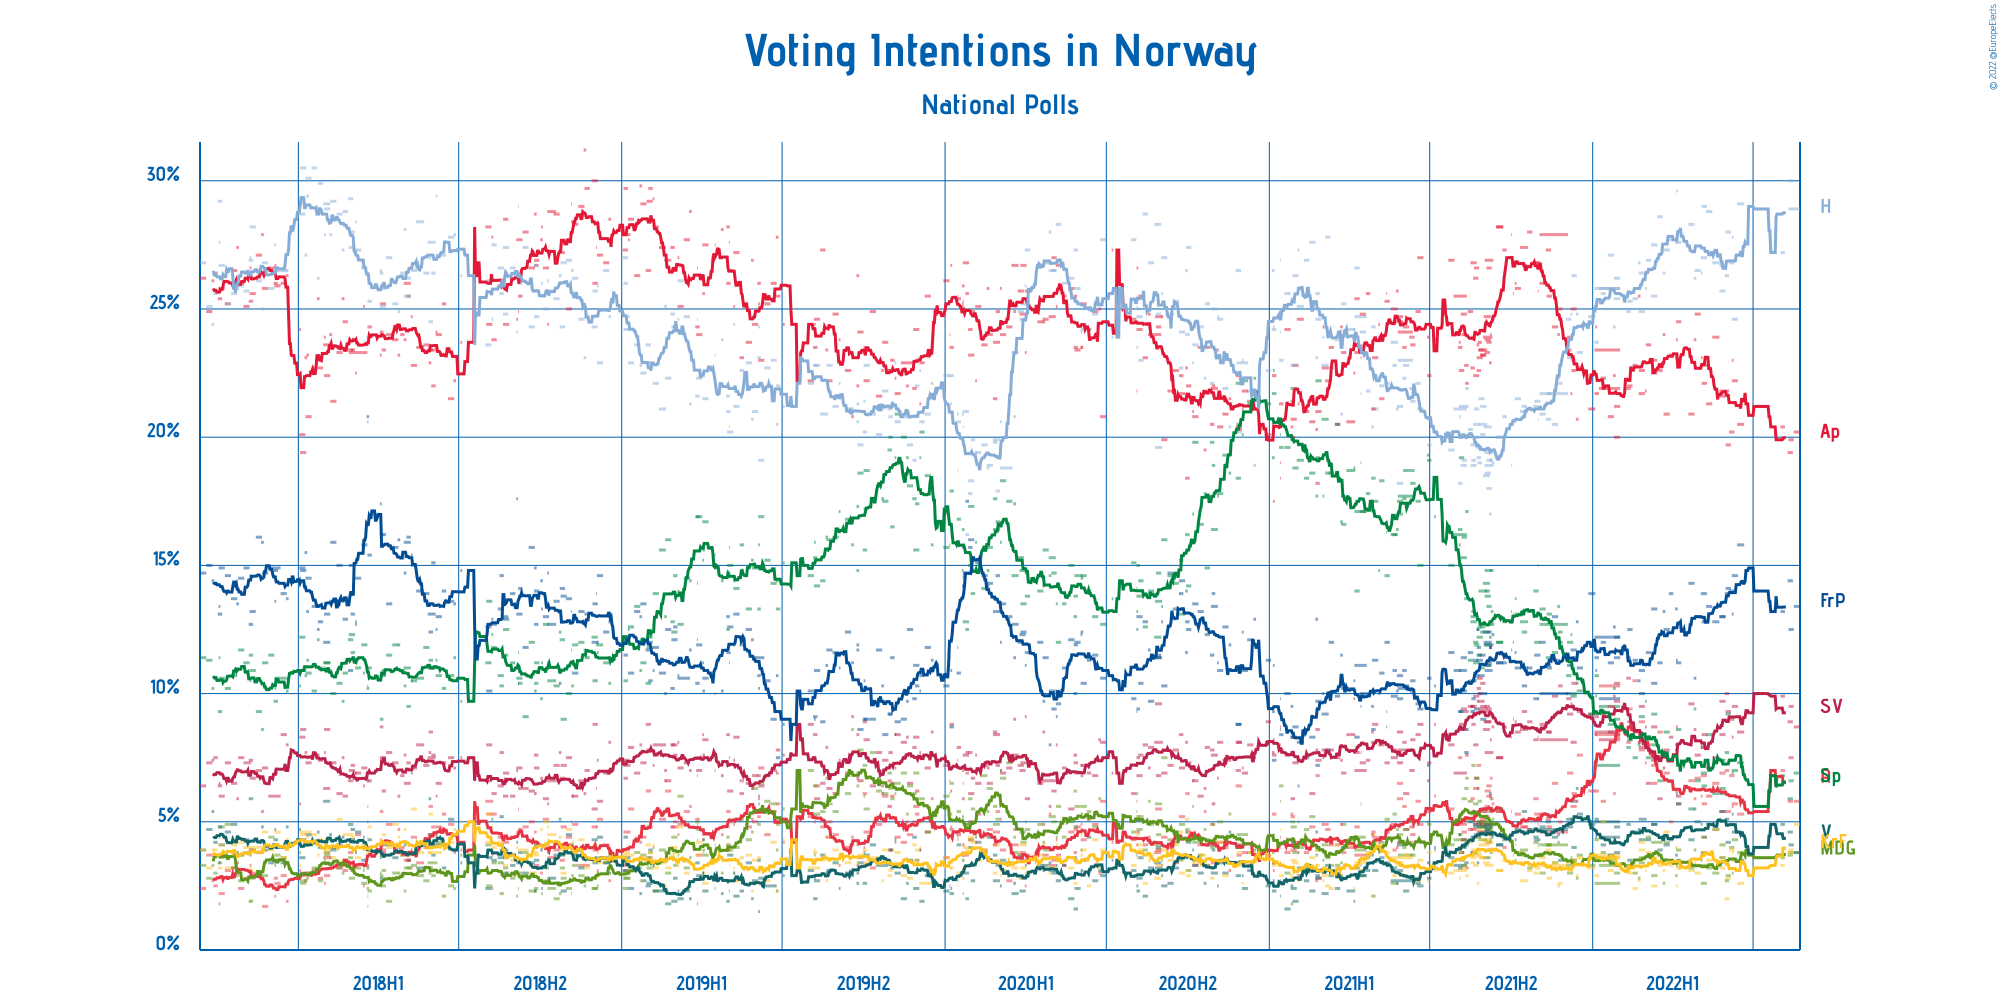 © 2022 @EuropeElects
Voting Intentions in Norway
National Polls
30%
25%
20%
15%
10%
5%
0%
H
Ap
FrP
SV
Sp
V
MDG
2018H1
2018H2
2019H1
2019H2
2020H1
2020H2
2021H1
2021H2
2022H1